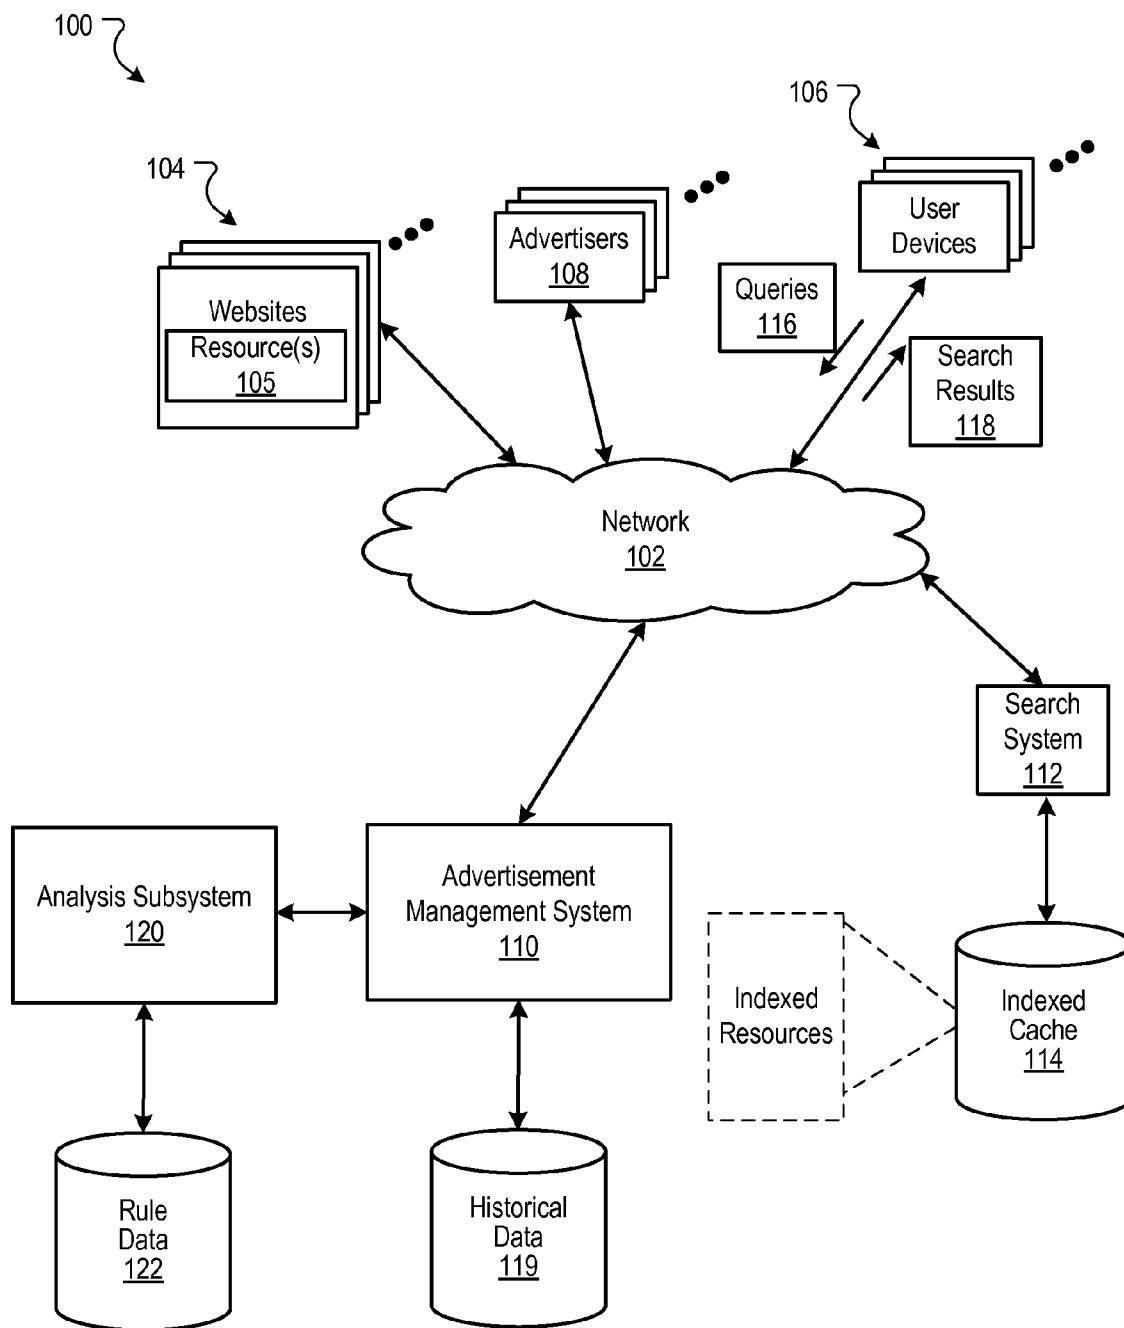 100
106
104
User
Devices
Advertisers
108
Queries
116
Websites
Resource(s)
105
Search
Results
118
Network
102
Search
System
112
Analysis Subsystem
120
Advertisement
Management System
110
Indexed
Resources
Indexed
Cache
114
Rule
Data
122
Historical
Data
119